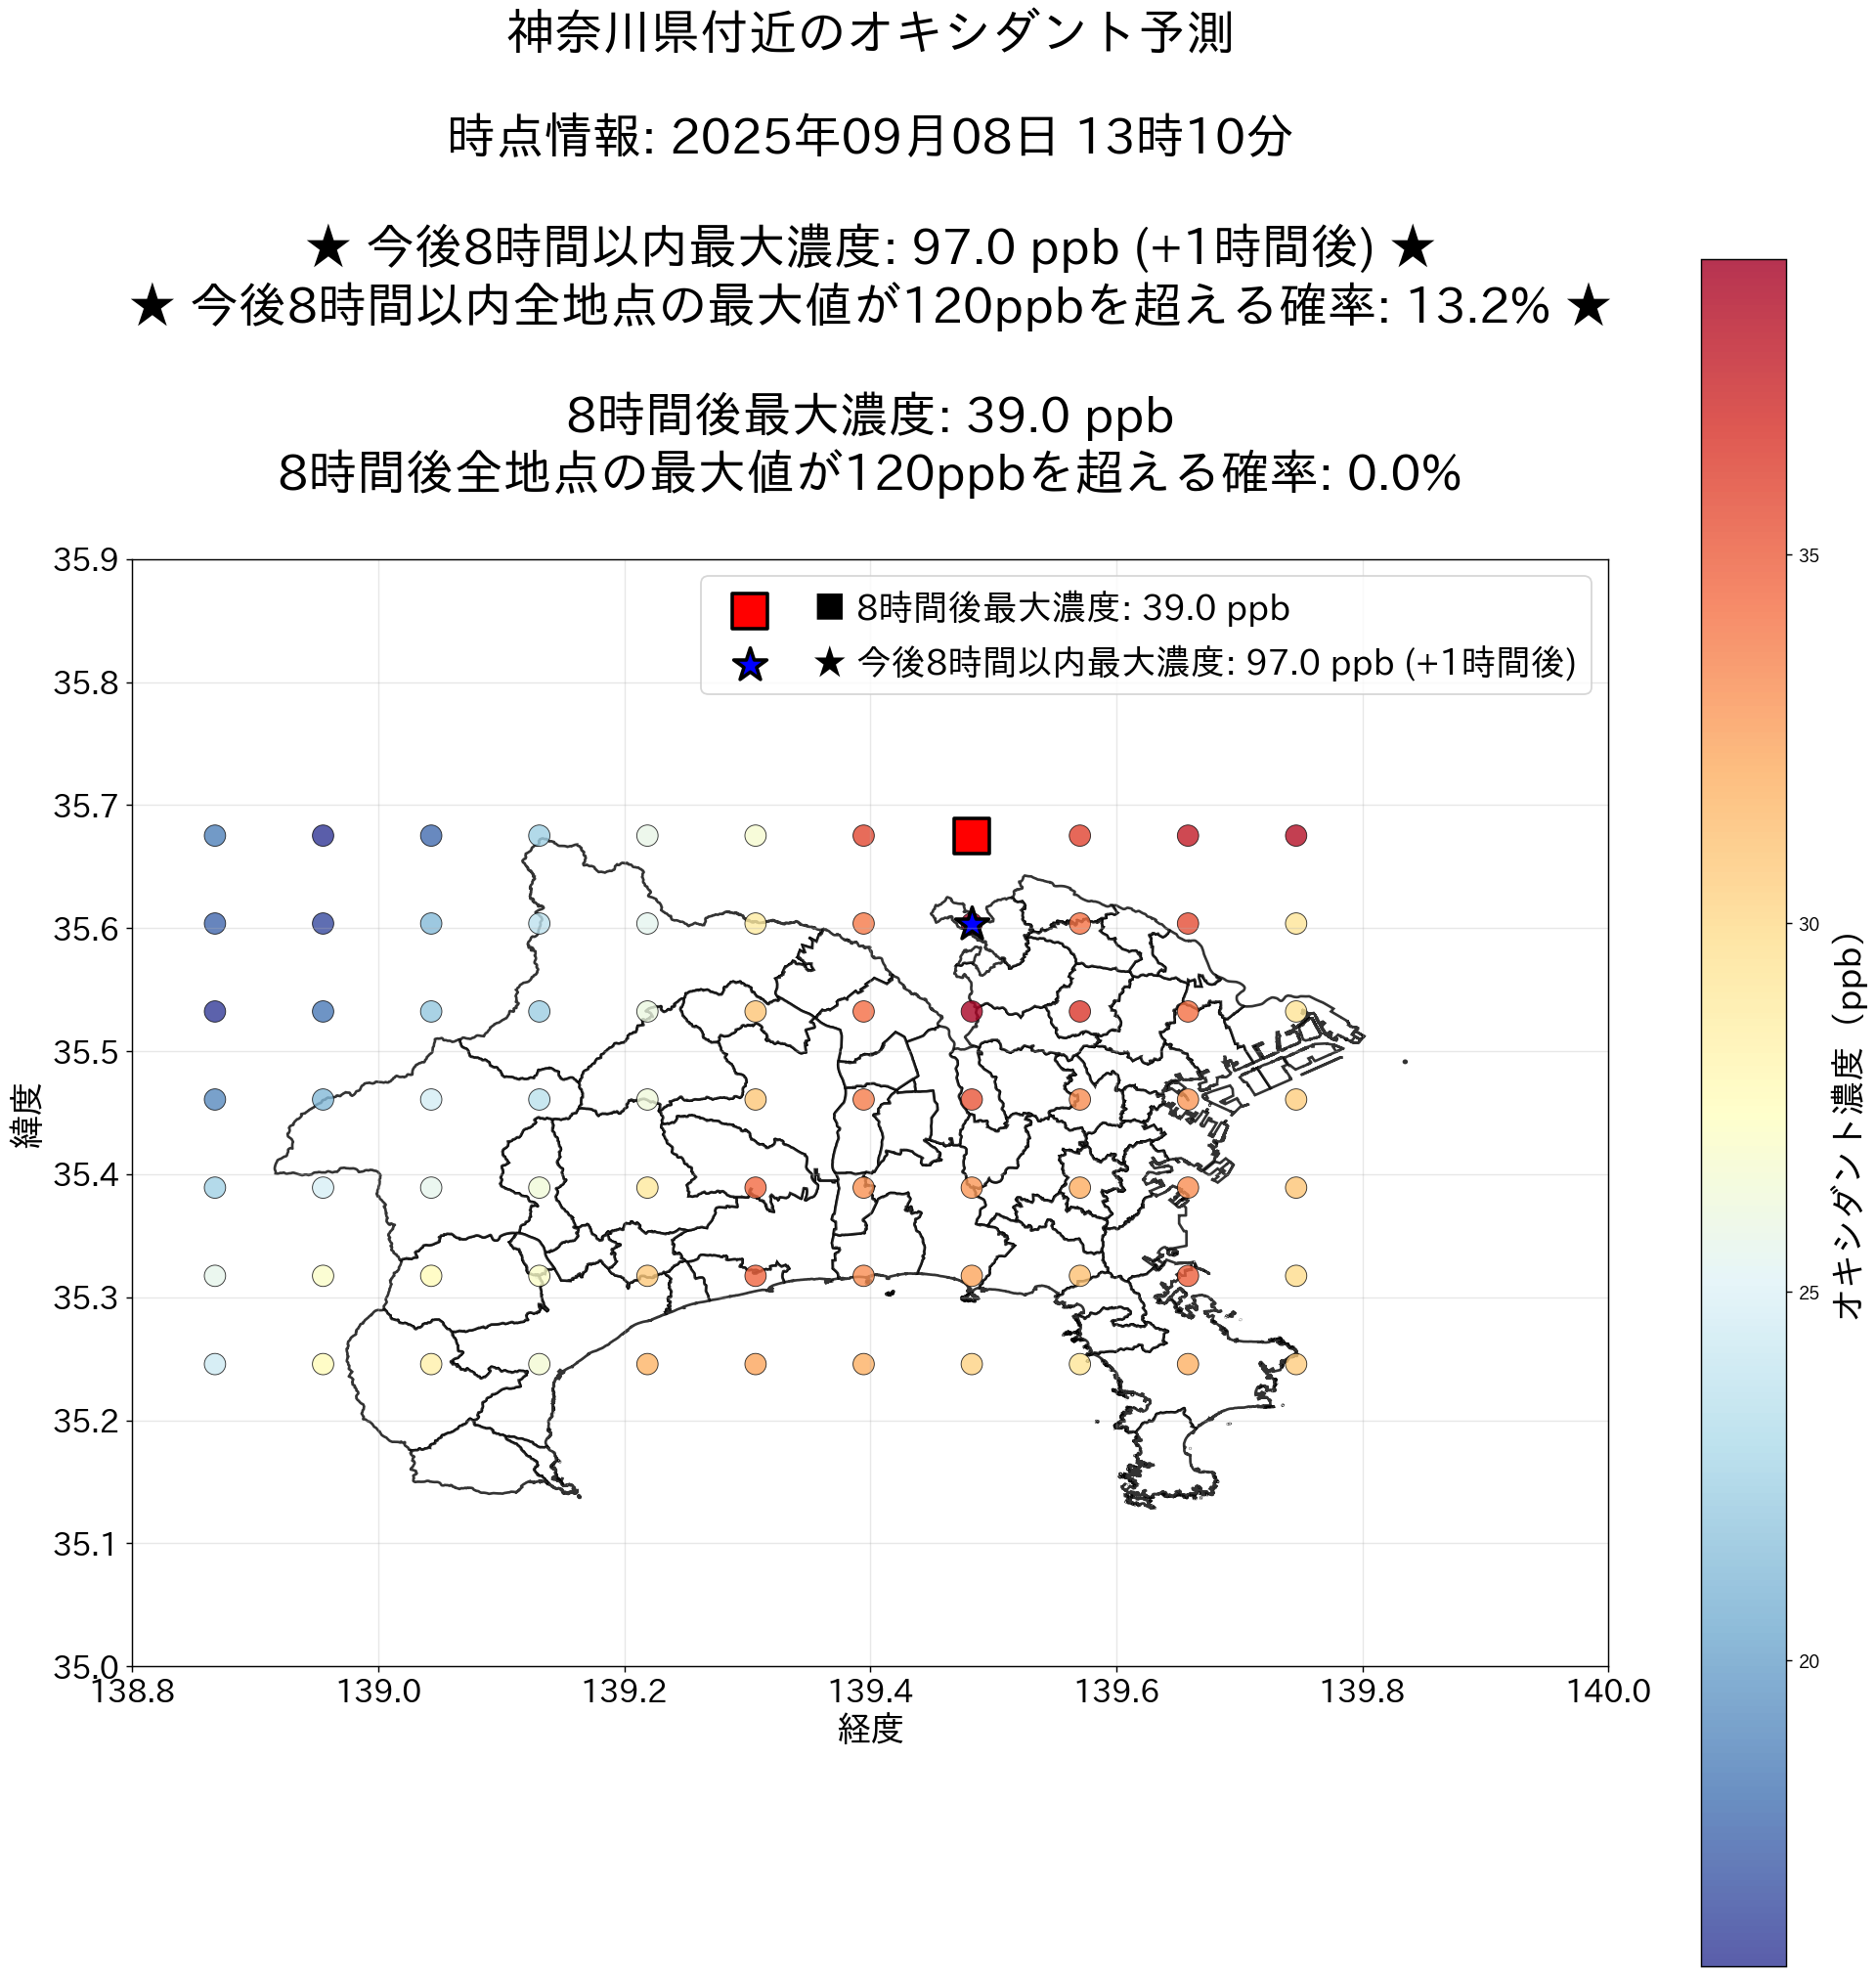 神奈川県付近のオキシダント予測
時点情報: 2025年09月08日 13時10分
★ 今後8時間以内最大濃度: 97.0 ppb (+1時間後) ★
★ 今後8時間以内全地点の最大値が120ppbを超える確率: 13.2% ★
8時間後最大濃度: 39.0 ppb
8時間後全地点の最大値が120ppbを超える確率: 0.0%
■ 8時間後最大濃度: 39.0 ppb
★ 今後8時間以内最大濃度: 97.0 ppb (+1時間後)
35.9
35.8
35.7
35.6
35.5
35.4
35.3
35.2
35.1
35.0
緯度
138.8 139.0 139.2 139.4 139.6 139.8 140.0
経度
35
30
25
20
オキシダント濃度 (ppb)